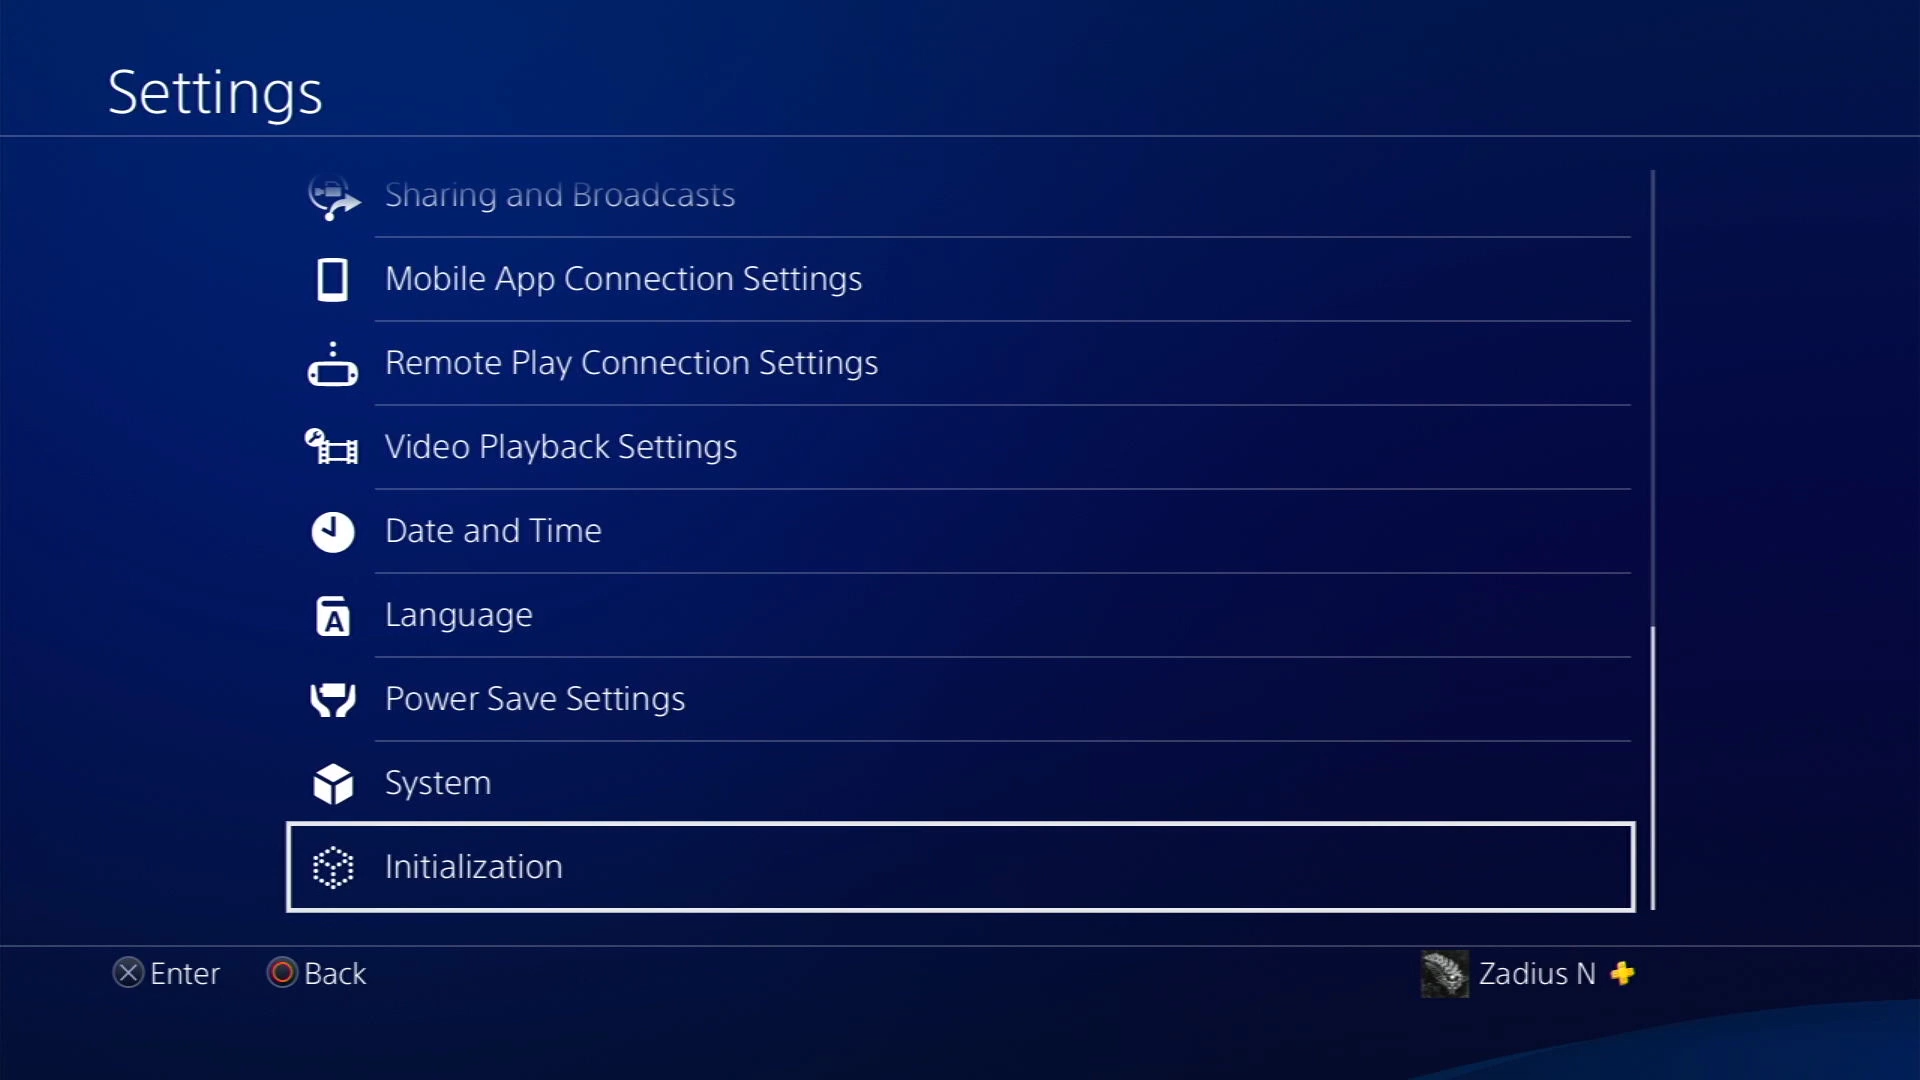 Settings
Sharing and Broadcasts
Mobile App Connection Settings
Remote Play Connection Settings
Video Playback Settings
Date and Time
A Language
Power Save Settings
System
Initialization
Enter Back Zadius N